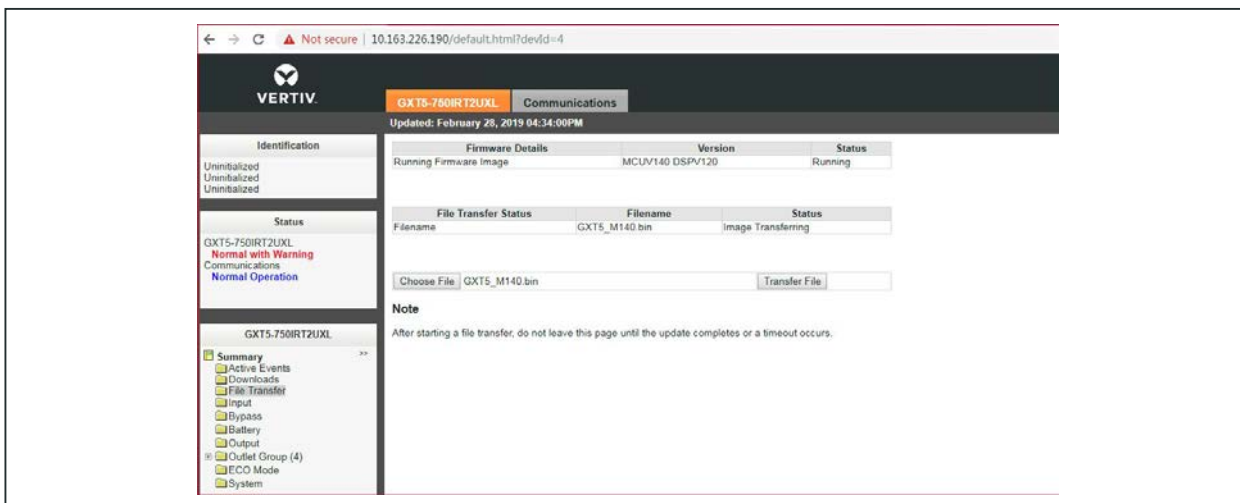 Not secure | 10.163.226.190/default.html?devId=4
VERTIV.
GXT5-750IRT2UXL Communications
Updated: February 28, 2019 04:34:00PM
Identification
Uninitialized
Uninitialized
Uninitialized
Status
GXT5-750IRT2UXL
Normal with Warning
Communications
Normal Operation
GXT5-750IRT2UXL
Summary >>
Active Events
Downloads
File Transfer
Input
Bypass
Battery
Output
Outlet Group (4)
ECO Mode
System
Firmware Details Version Status
Running Firmware Image MCUV140 DSPV120 Running
File Transfer Status Filename Status
Filename GXT5_M140.bin Image Transferring
Choose File GXT5_M140.bin Transfer File
Note
After starting a file transfer, do not leave this page until the update completes or a timeout occurs.